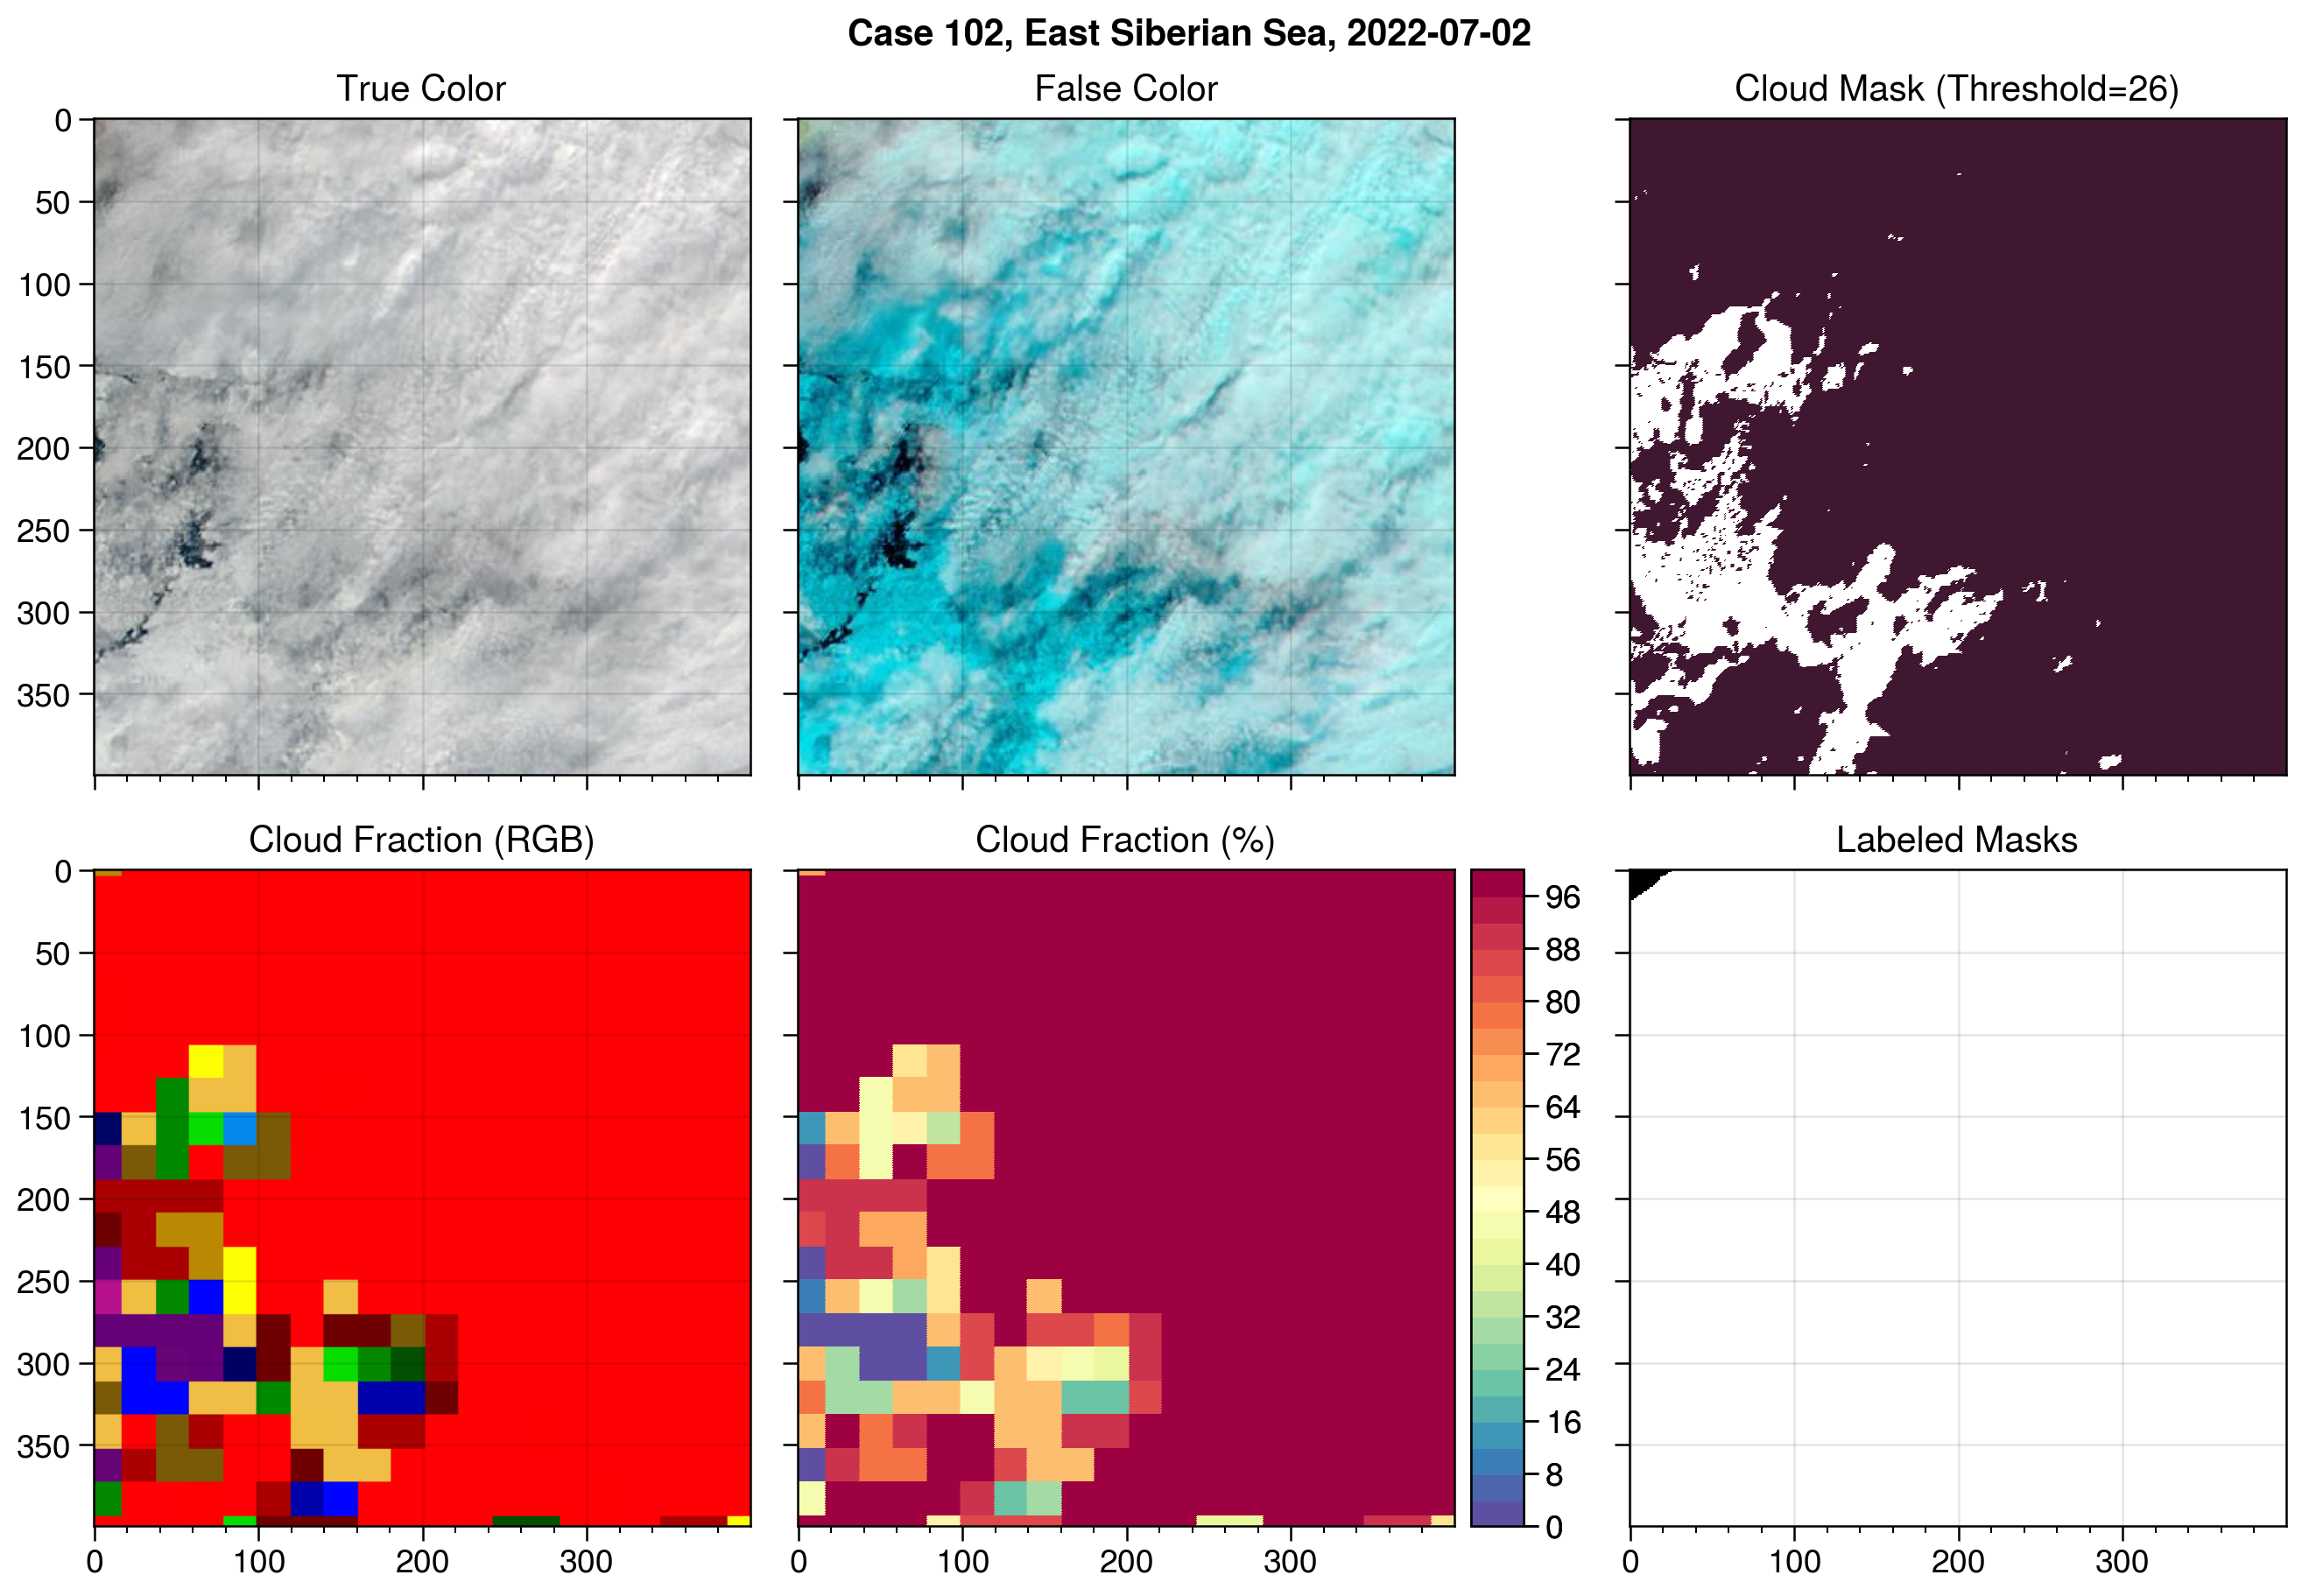 Case 102, East Siberian Sea, 2022-07-02
True Color
False Color
Cloud Mask (Threshold=26)
0
50
100
150
200
250
300
350
Cloud Fraction (RGB)
Cloud Fraction (%)
Labeled Masks
0
50
100
150
200
250
300
350
96
88
80
72
64
56
48
40
32
24
16
8
0
0 100 200 300
0 100 200 300
0 100 200 300